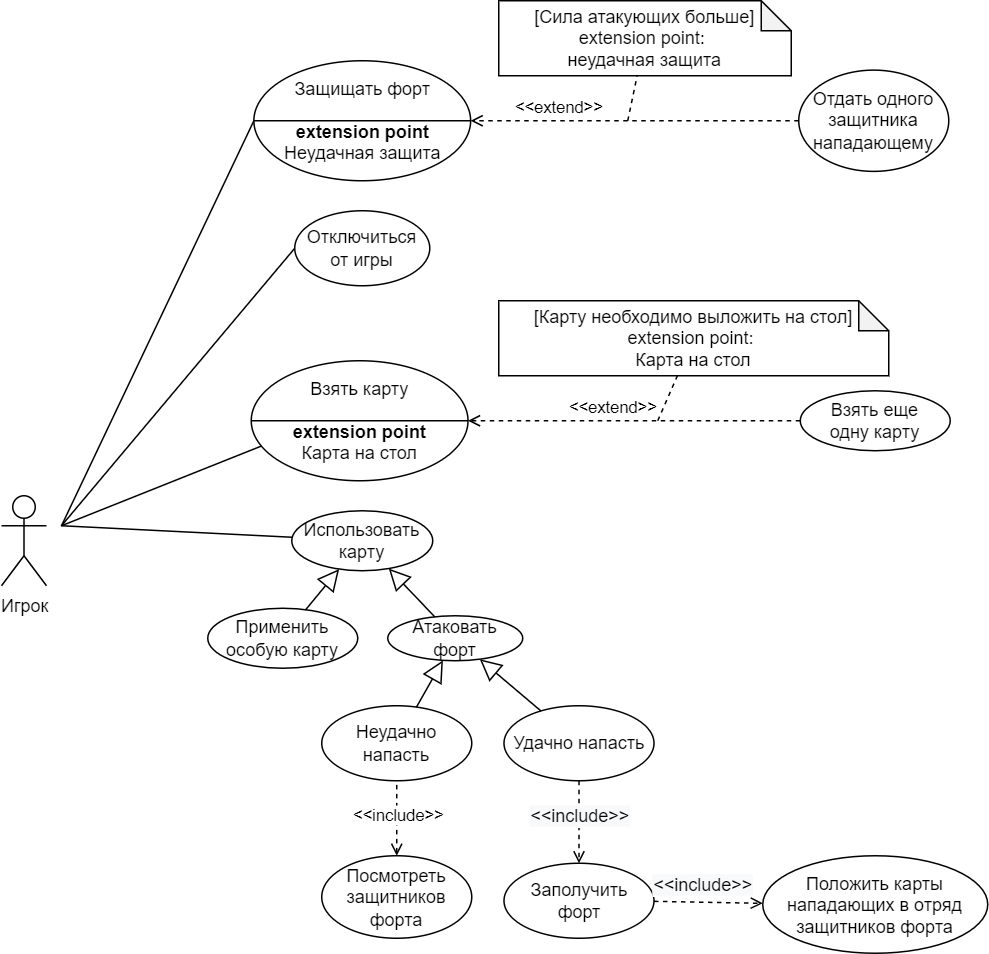 [Сила атакующих больше]
extension point:
неудачная защита
Защищать форт
extension point
Неудачная защита
<<extend>>
Отдать одного
защитника
нападающему
Отключиться
от игры
[Карту необходимо выложить на стол]
extension point:
Карта на стол
Взять карту
extension point
Карта на стол
<<extend>>
Взять еще
одну карту
Игрок
Использовать
карту
Применить
особую карту
Атаковать
форт
Неудачно
напасть
Удачно напасть
<<include>>
<<include>>
Посмотреть
защитников
форта
Заполучить
форт
<<include>>
Положить карты
нападающих в отряд
защитников форта